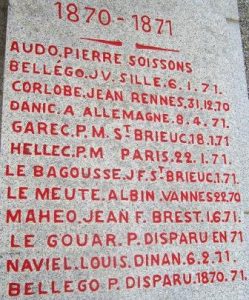 1870-1871
AUDO.PIERRE SOISSONS
BELLÉGO.J.V. SILLE.6.1.71.
CORLOBE.JEAN RENNES,31.12.70
DANIC.A ALLEMAGNE.8.4.71.
GAREC.P.M. ST BRIEUC.18.1.71
HELLEC.P.M PARIS.22.1.71.
LE BAGOUSSE.J.F.ST BRIEUC.1.71.
LE MEUTE.ALBIN.VANNES 22.70
MAHEO.JEAN F. BREST.1.6.71.
LE GOUAR.P.DISPARU EN 71
NAVIEL.LOUIS.DINAN.6.2.71.
BELLEGO P.DISPARU.1870.71